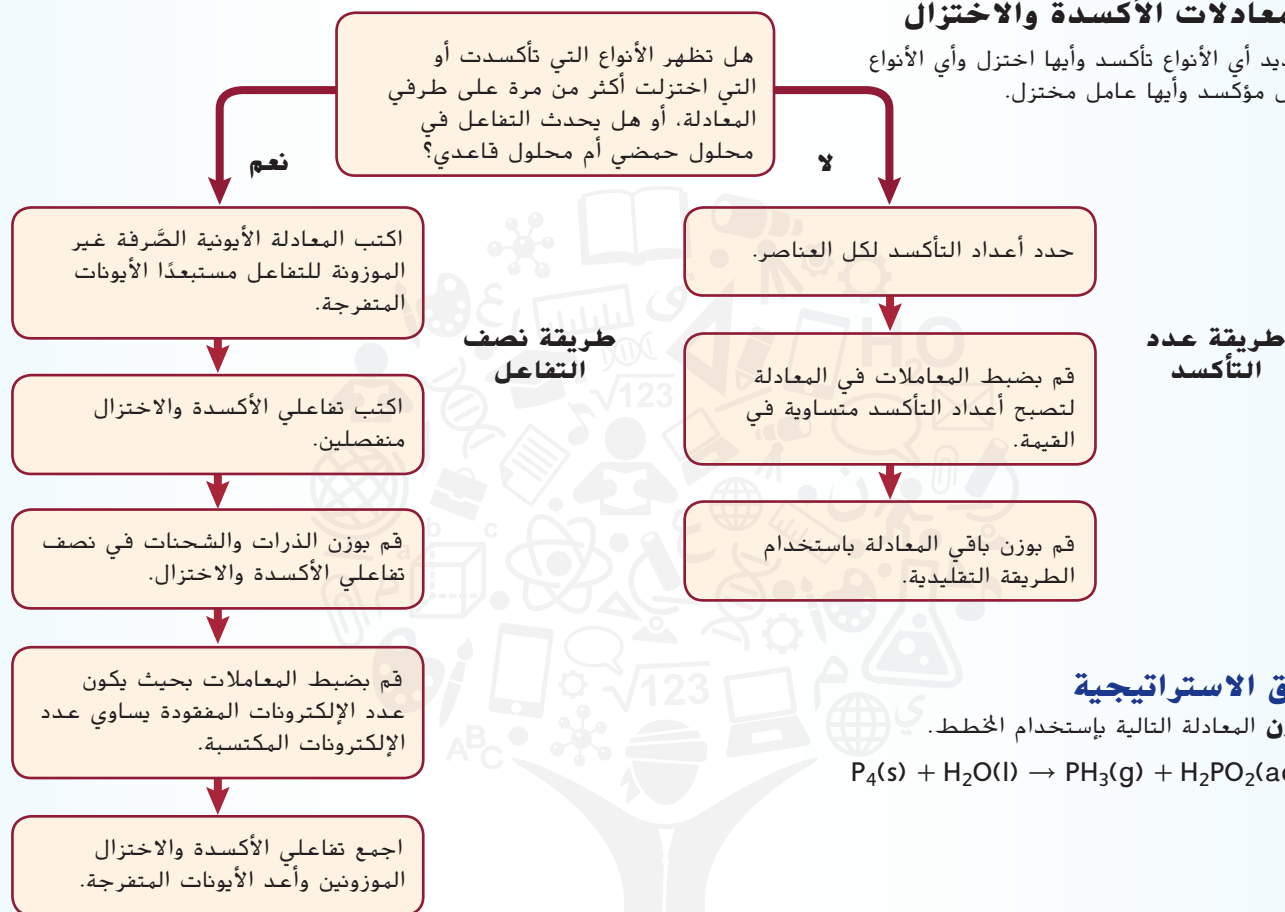 معادلات الأكسدة والاختزال
أي الأنواع تأكسد وأيها اختزل وأي الأنواع
مؤكسد وأيها عامل مختزل.
هل تظهر الأنواع التي تأكسدت أو
التي اختزلت أكثر من مرة على طرفي
المعادلة، أو هل يحدث التفاعل في
محلول حمضي أم محلول قاعدي؟
لا
نعم
حدد أعداد التأكسد لكل العناصر.
طريقة عدد
التأكسد
قم بضبط المعاملات في المعادلة
لتصبح أعداد التأكسد متساوية في
القيمة.
قم بوزن باقي المعادلة باستخدام
الطريقة التقليدية.
اكتب المعادلة الأيونية الصَّرفة غير
الموزونة للتفاعل مستبعدًا الأيونات
المتفرجة.
طريقة نصف
التفاعل
اكتب تفاعلي الأكسدة والاختزال
منفصلين.
قم بوزن الذرات والشحنات في نصف
تفاعلي الأكسدة والاختزال.
قم بضبط المعاملات بحيث يكون
عدد الإلكترونات المفقودة يساوي عدد
الإلكترونات المكتسبة.
اجمع تفاعلي الأكسدة والاختزال
الموزونين وأعد الأيونات المتفرجة.
الاستراتيجية
المعادلة التالية بإستخدام المخطط.
P₄(s) + H₂O(l) → PH₃(g) + H₂PO₂(a